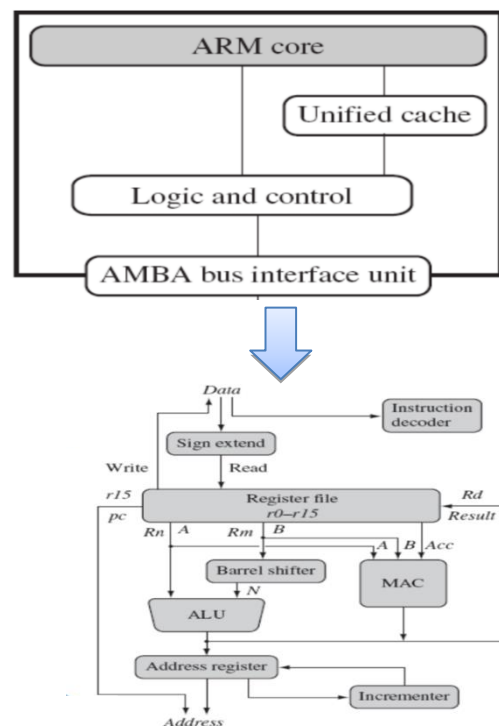 ARM core
Unified cache
Logic and control
AMBA bus interface unit
Data
Instruction
decoder
Sign extend
Write
Read
r15
Register file
Rd
pc
r0–r15
Result
Rn A Rm B A B Acc
Barrel shifter
MAC
N
ALU
Address register
Incrementer
Address